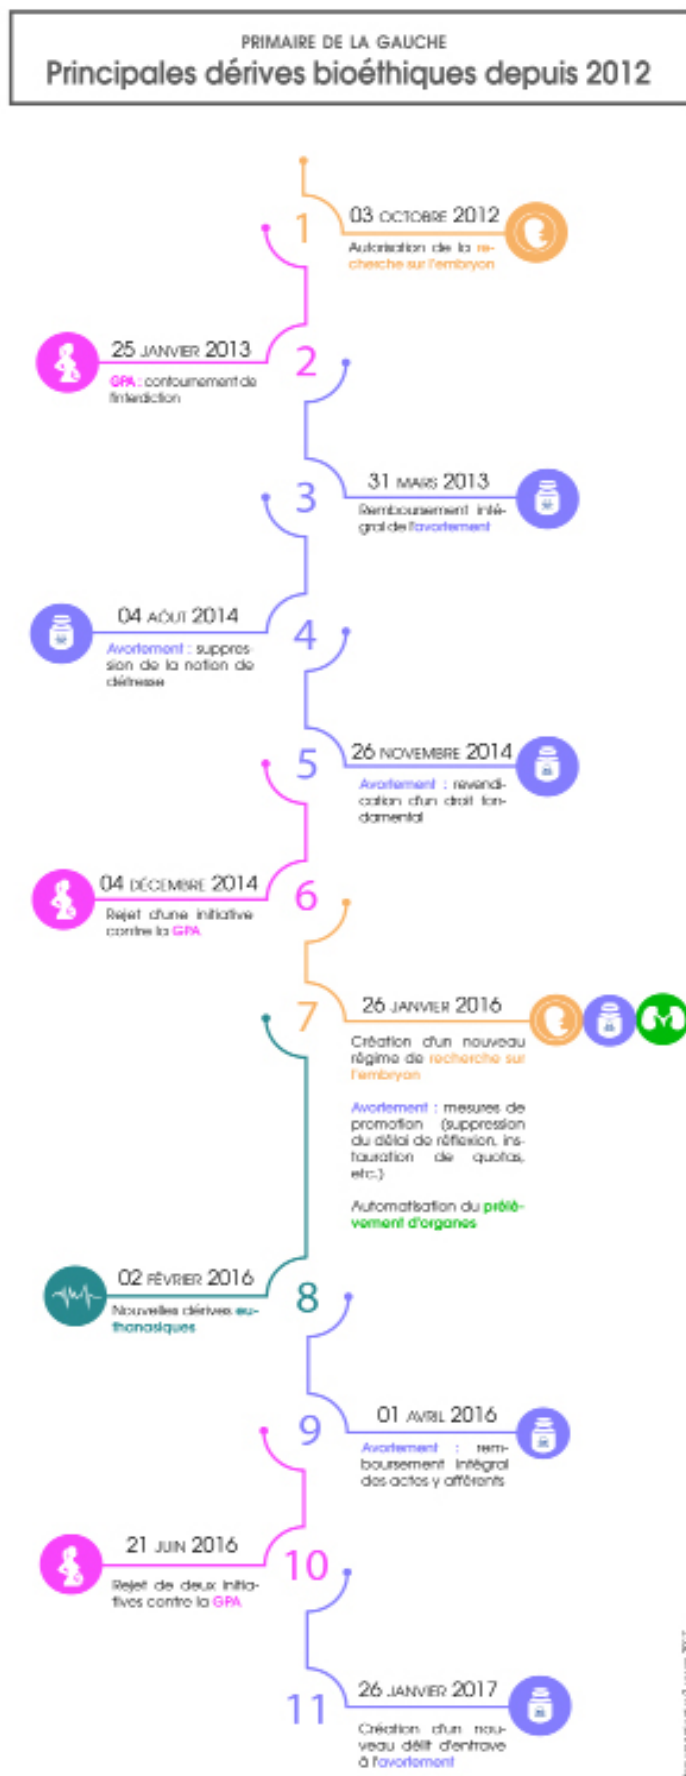 PRIMAIRE DE LA GAUCHE
Principales dérives bioéthiques depuis 2012
1
03 OCTOBRE 2012
Autorisation de la re-
cherche sur l'embryon
25 JANVIER 2013
2
GPA : contournement de
l'interdiction
3
31 MARS 2013
Remboursement inté-
gral de l'avortement
04 AOUT 2014
4
Avortement : suppres-
sion de la notion de
détresse
5
26 NOVEMBRE 2014
Avortement : revendi-
cation d'un droit fon-
damental
04 DÉCEMBRE 2014
6
Rejet d'une initiative
contre la GPA
7
26 JANVIER 2016
Création d'un nouveau
régime de recherche sur
l'embryon
Avortement : mesures de
promotion (suppression
du délai de réflexion, ins-
tauration de quotas,
etc.)
Automatisation du prélè-
vement d'organes
02 FÉVRIER 2016
8
Nouvelles dérives eu-
thanasiques
9
01 AVRIL 2016
Avortement : rem-
boursement intégral
des actes y afférents
21 JUIN 2016
10
Rejet de deux initia-
tives contre la GPA
11
26 JANVIER 2017
Création d'un nou-
veau délit d'entrave
à l'avortement